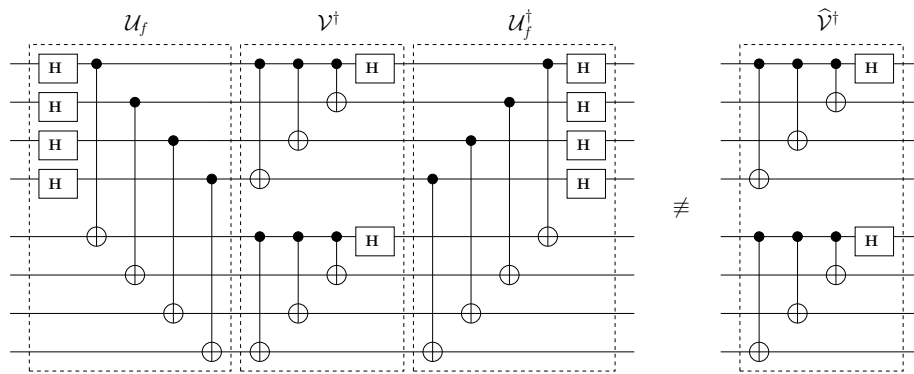 𝒰_f 𝒱† 𝒰_f† 𝒱̂†
H H H H
H H
H H
H H ≢
H H H